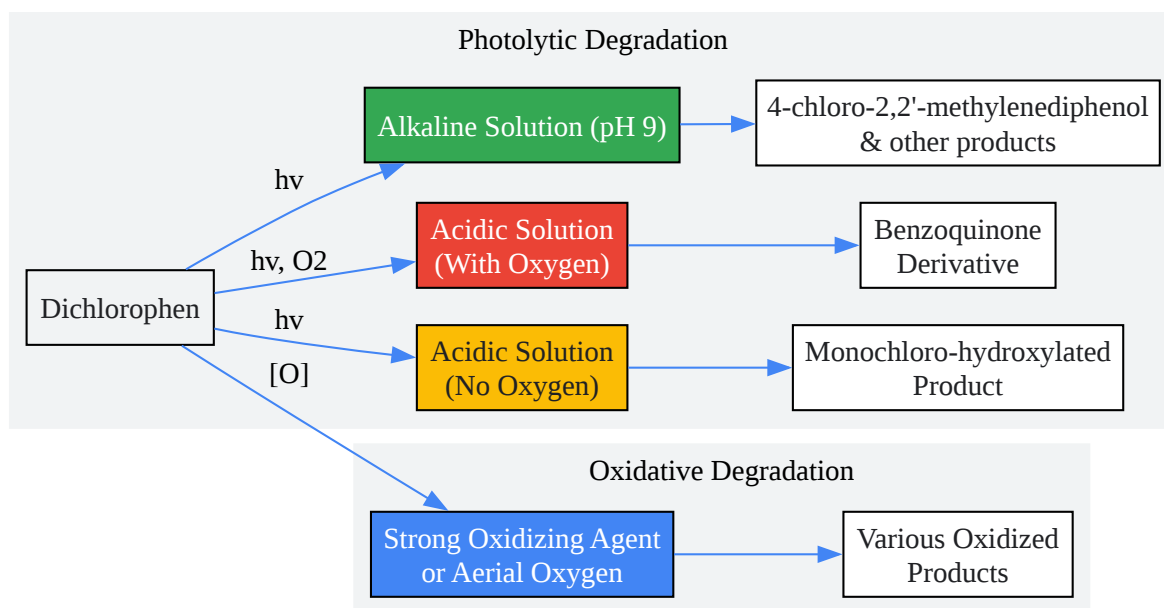 Photolytic Degradation
Alkaline Solution (pH 9)
4-chloro-2,2'-methylenediphenol
& other products
hv
Acidic Solution
(With Oxygen)
Benzoquinone
Derivative
hv, O2
Dichlorophen
hv
Acidic Solution
(No Oxygen)
Monochloro-hydroxylated
Product
[O]
Oxidative Degradation
Strong Oxidizing Agent
or Aerial Oxygen
Various Oxidized
Products